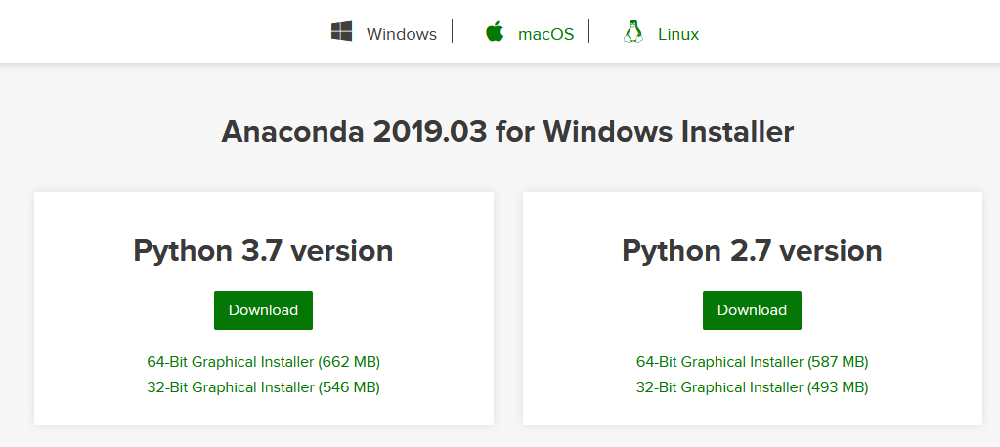 Windows macOS Linux
Anaconda 2019.03 for Windows Installer
Python 3.7 version
Download
64-Bit Graphical Installer (662 MB)
32-Bit Graphical Installer (546 MB)
Python 2.7 version
Download
64-Bit Graphical Installer (587 MB)
32-Bit Graphical Installer (493 MB)